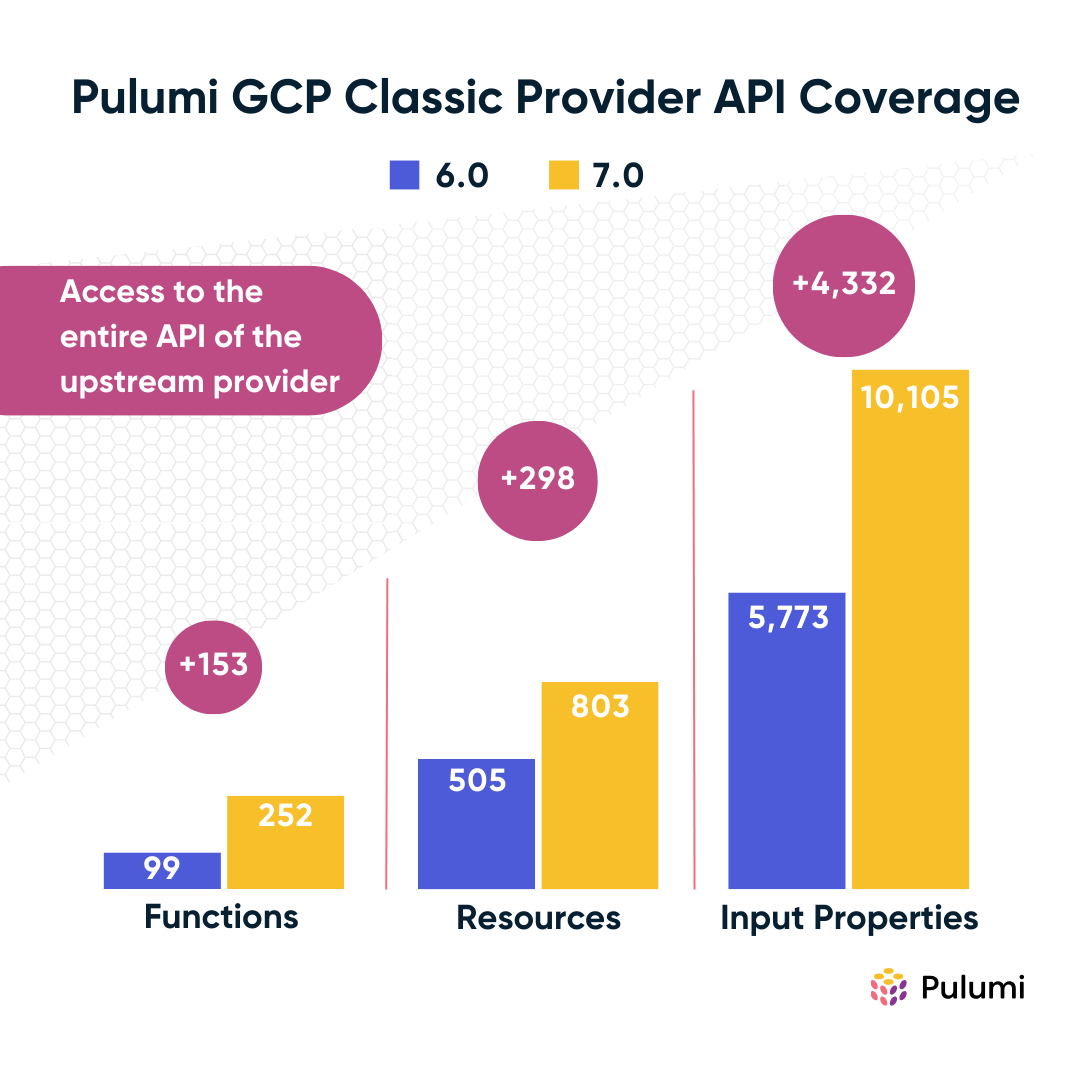 Pulumi GCP Classic Provider API Coverage
6.0
7.0
Access to the
entire API of the
upstream provider
+4,332
10,105
+298
5,773
+153
803
505
252
99
Functions
Resources
Input Properties
Pulumi